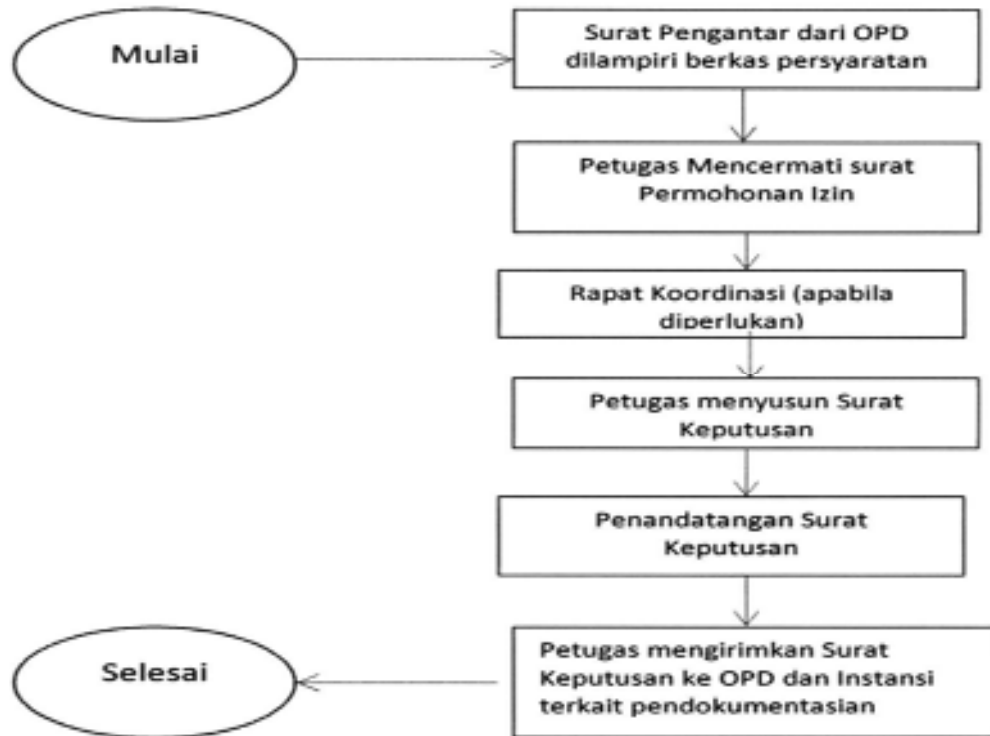 Mulai
Surat Pengantar dari OPD
dilampiri berkas persyaratan
Petugas Mencermati surat
Permohonan Izin
Rapat Koordinasi (apabila
diperlukan)
Petugas menyusun Surat
Keputusan
Penandatangan Surat
Keputusan
Petugas mengirimkan Surat
Keputusan ke OPD dan Instansi
terkait pendokumentasian
Selesai